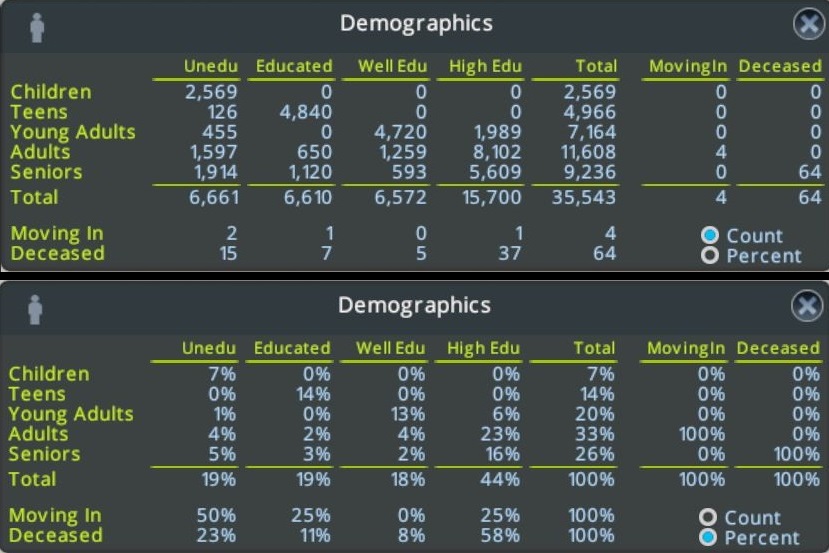 Demographics
Unedu Educated Well Edu High Edu Total MovingIn Deceased
Children 2,569 0 0 0 2,569 0 0
Teens 126 4,840 0 0 4,966 0 0
Young Adults 455 0 4,720 1,989 7,164 0 0
Adults 1,597 650 1,259 8,102 11,608 4 0
Seniors 1,914 1,120 593 5,609 9,236 0 64
Total 6,661 6,610 6,572 15,700 35,543 4 64
Moving In 2 1 0 1 4 Count
Deceased 15 7 5 37 64 Percent
Demographics
Unedu Educated Well Edu High Edu Total MovingIn Deceased
Children 7% 0% 0% 0% 7% 0% 0%
Teens 0% 14% 0% 0% 14% 0% 0%
Young Adults 1% 0% 13% 6% 20% 0% 0%
Adults 4% 2% 4% 23% 33% 100% 0%
Seniors 5% 3% 2% 16% 26% 0% 100%
Total 19% 19% 18% 44% 100% 100% 100%
Moving In 50% 25% 0% 25% 100% Count
Deceased 23% 11% 8% 58% 100% Percent